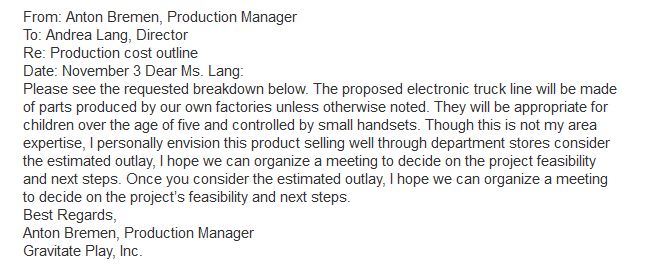 From: Anton Bremen, Production Manager
To: Andrea Lang, Director
Re: Production cost outline
Date: November 3 Dear Ms. Lang:
Please see the requested breakdown below. The proposed electronic truck line will be made
of parts produced by our own factories unless otherwise noted. They will be appropriate for
children over the age of five and controlled by small handsets. Though this is not my area
expertise, I personally envision this product selling well through department stores consider
the estimated outlay, I hope we can organize a meeting to decide on the project feasibility
and next steps. Once you consider the estimated outlay, I hope we can organize a meeting
to decide on the project’s feasibility and next steps.
Best Regards,
Anton Bremen, Production Manager
Gravitate Play, Inc.